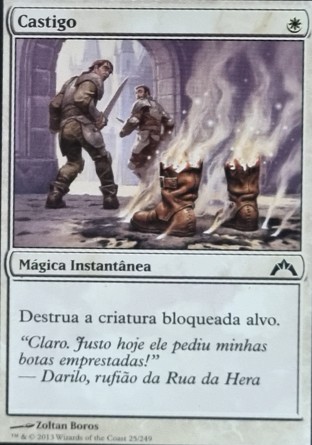 Castigo
Mágica Instantânea
Destrua a criatura bloqueada alvo.
“Claro. Justo hoje ele pediu minhas
botas emprestadas!”
— Darilo, rufião da Rua da Hera
Zoltan Boros
™ & © 2013 Wizards of the Coast 25/249